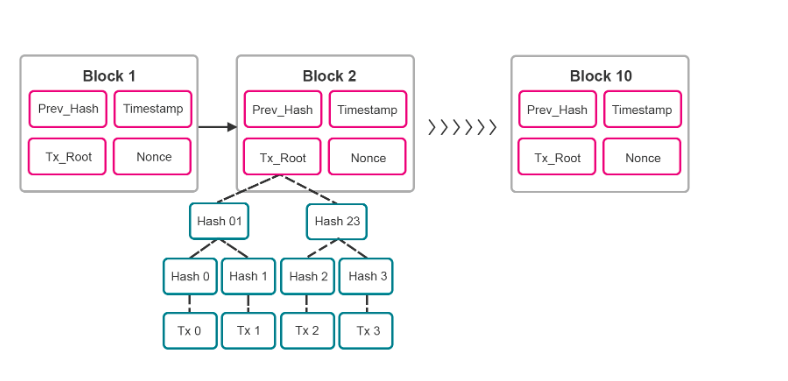 Block 1
Prev_Hash
Timestamp
Tx_Root
Nonce
Block 2
Prev_Hash
Timestamp
Tx_Root
Nonce
Block 10
Prev_Hash
Timestamp
Tx_Root
Nonce
Hash 01
Hash 23
Hash 0
Hash 1
Hash 2
Hash 3
Tx 0
Tx 1
Tx 2
Tx 3